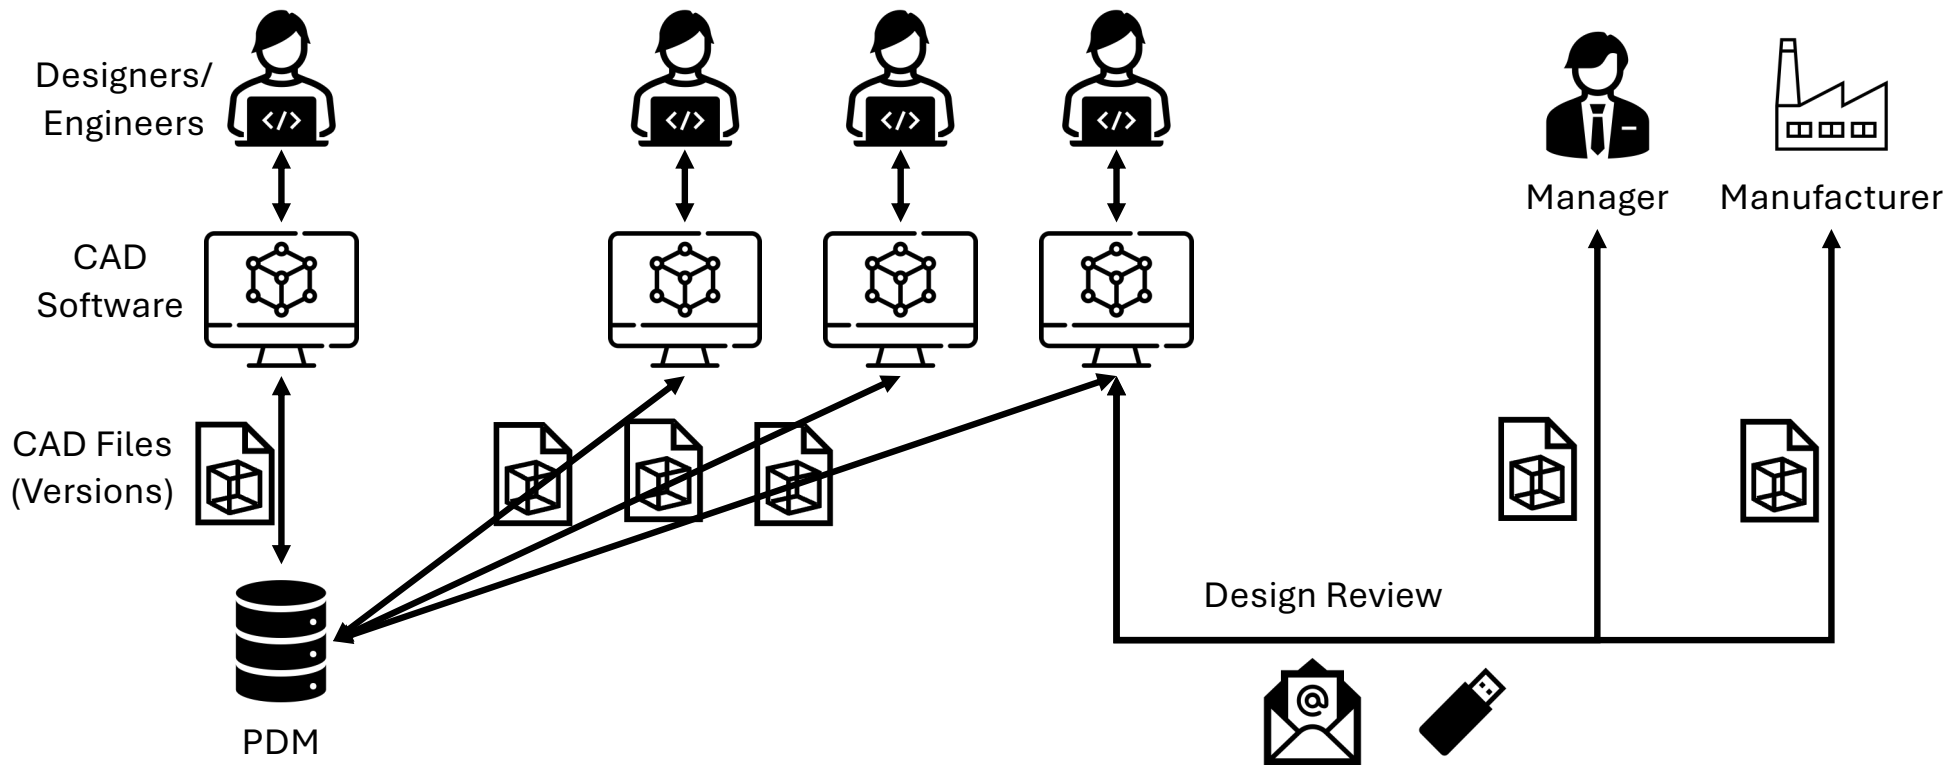 Designers/
Engineers
</>
</>
</>
</>
Manager
Manufacturer
CAD
Software
CAD Files
(Versions)
Design Review
@
PDM